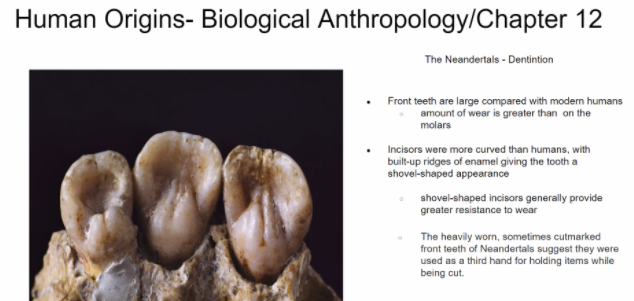 Human Origins- Biological Anthropology/Chapter 12
The Neandertals - Dentintion
• Front teeth are large compared with modern humans
○ amount of wear is greater than on the
molars
• Incisors were more curved than humans, with
built-up ridges of enamel giving the tooth a
shovel-shaped appearance
○ shovel-shaped incisors generally provide
greater resistance to wear
○ The heavily worn, sometimes cutmarked
front teeth of Neandertals suggest they were
used as a third hand for holding items while
being cut.